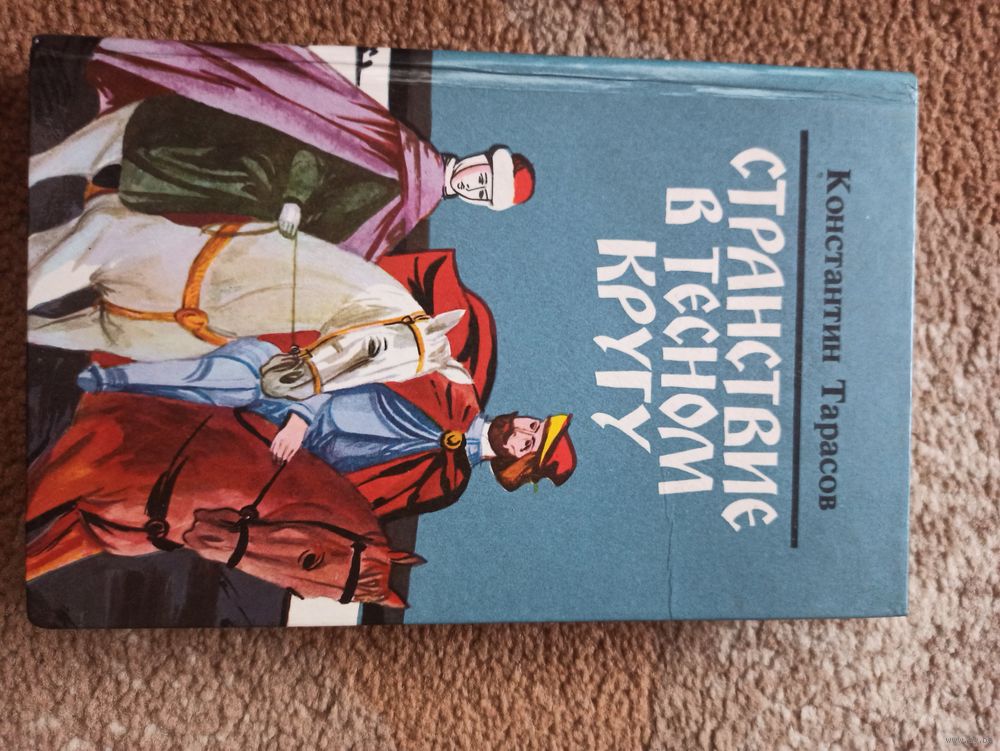 Константин Тарасов
СТРАНСТВИЕ
В ТЕСНОМ
КРУГУ